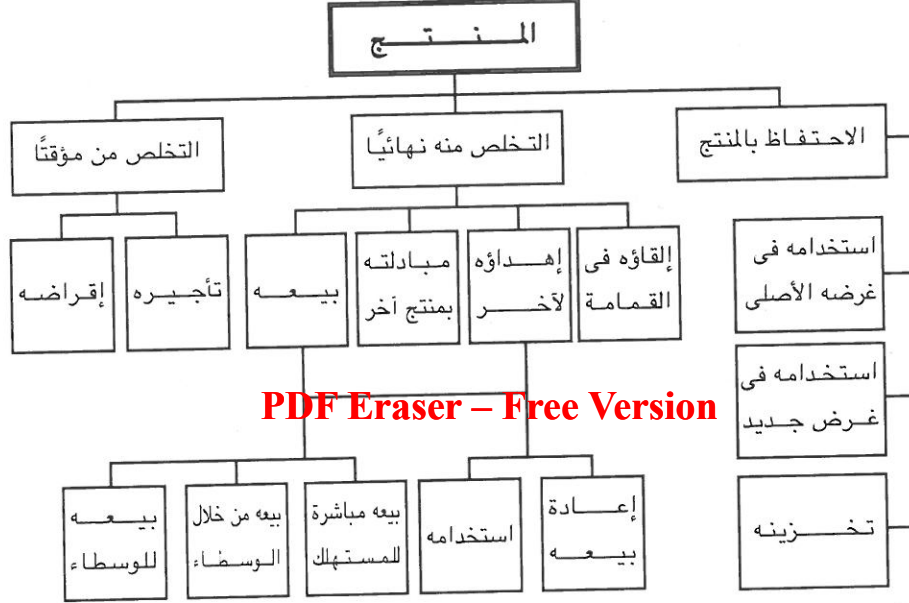 المنتج
الاحتفاظ بالمنتج
التخلص منه نهائيًا
التخلص من مؤقتًا
استخدامه فى
غرضه الأصلى
استخدامه فى
غرض جديد
تخزينه
إلقاؤه فى
القمامة
إهداؤه
لآخر
مبادلته
بمنتج آخر
بيعه
تأجيره
إقراضه
PDF Eraser – Free Version
إعادة
بيعه
استخدامه
بيعه مباشرة
للمستهلك
بيعه من خلال
الوسطاء
بيعه
للوسطاء